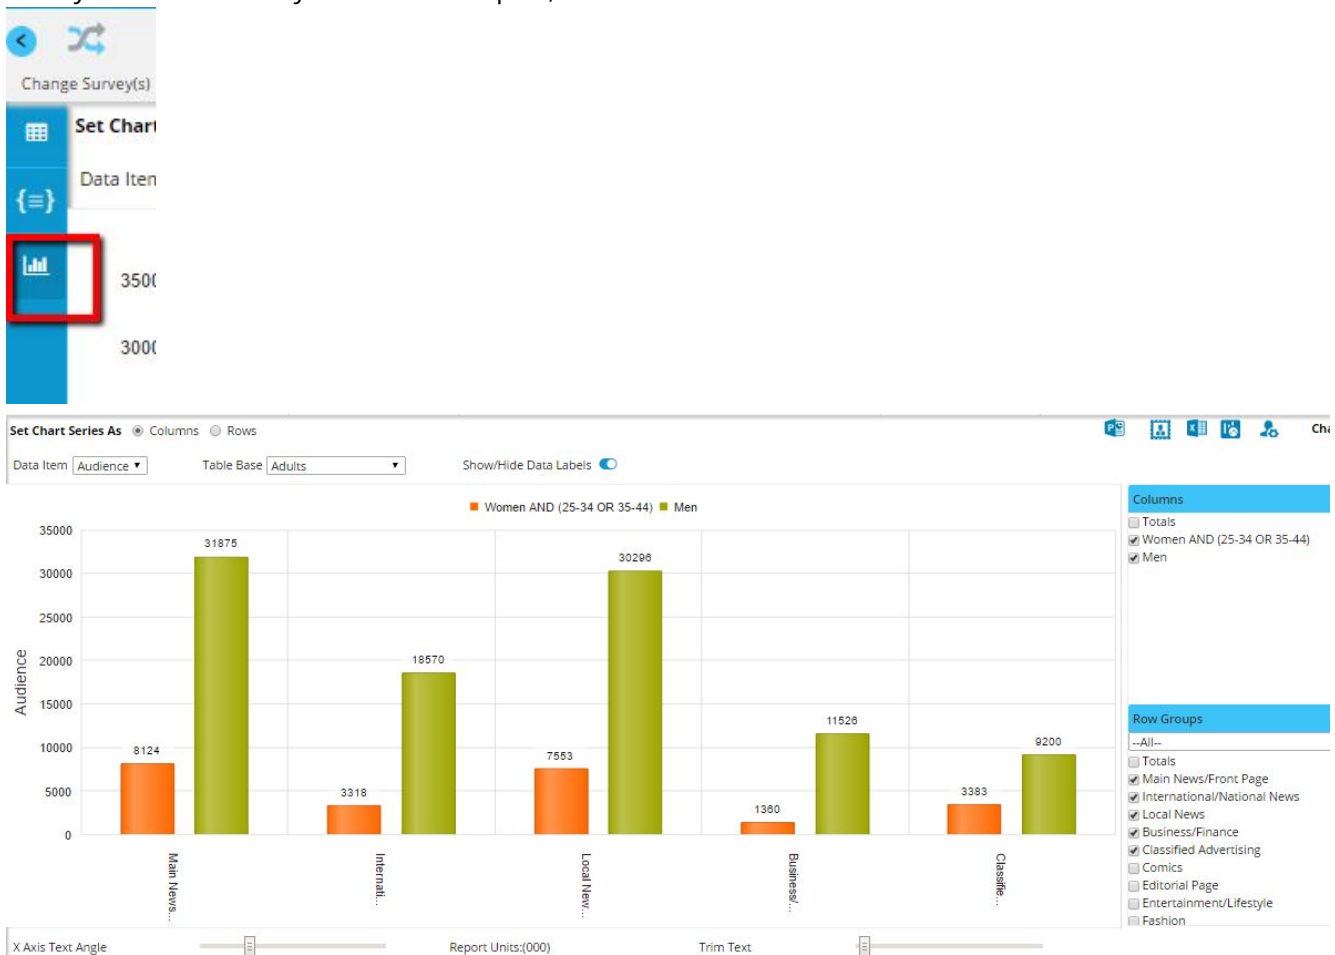 Change Survey(s)
Set Chart
Data Iten
3500
3000
Set Chart Series As Columns Rows
Data Item Audience Table Base Adults Show/Hide Data Labels
Women AND (25-34 OR 35-44) Men
Audience
35000
30000
25000
20000
15000
10000
5000
0
8124
31875
3318
18570
7553
30296
1360
11526
3383
9200
Main News...
Internati...
Local New...
Business/...
Classifie...
Columns
Totals
Women AND (25-34 OR 35-44)
Men
Row Groups
--All--
Totals
Main News/Front Page
International/National News
Local News
Business/Finance
Classified Advertising
Comics
Editorial Page
Entertainment/Lifestyle
Fashion
X Axis Text Angle Report Units:(000) Trim Text